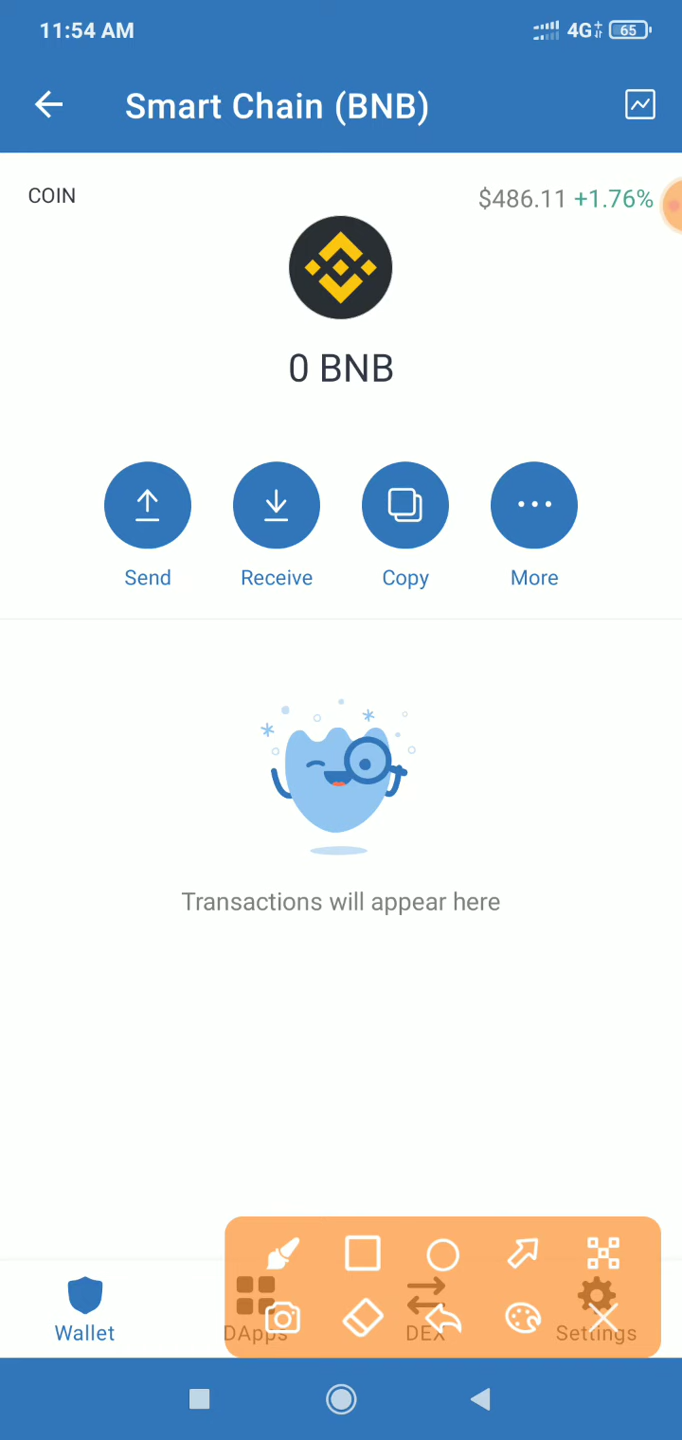 11:54 AM
4G+
65
Smart Chain (BNB)
COIN
$486.11 +1.76%
0 BNB
Send
Receive
Copy
More
Transactions will appear here
Wallet
DApps
DEX
Settings